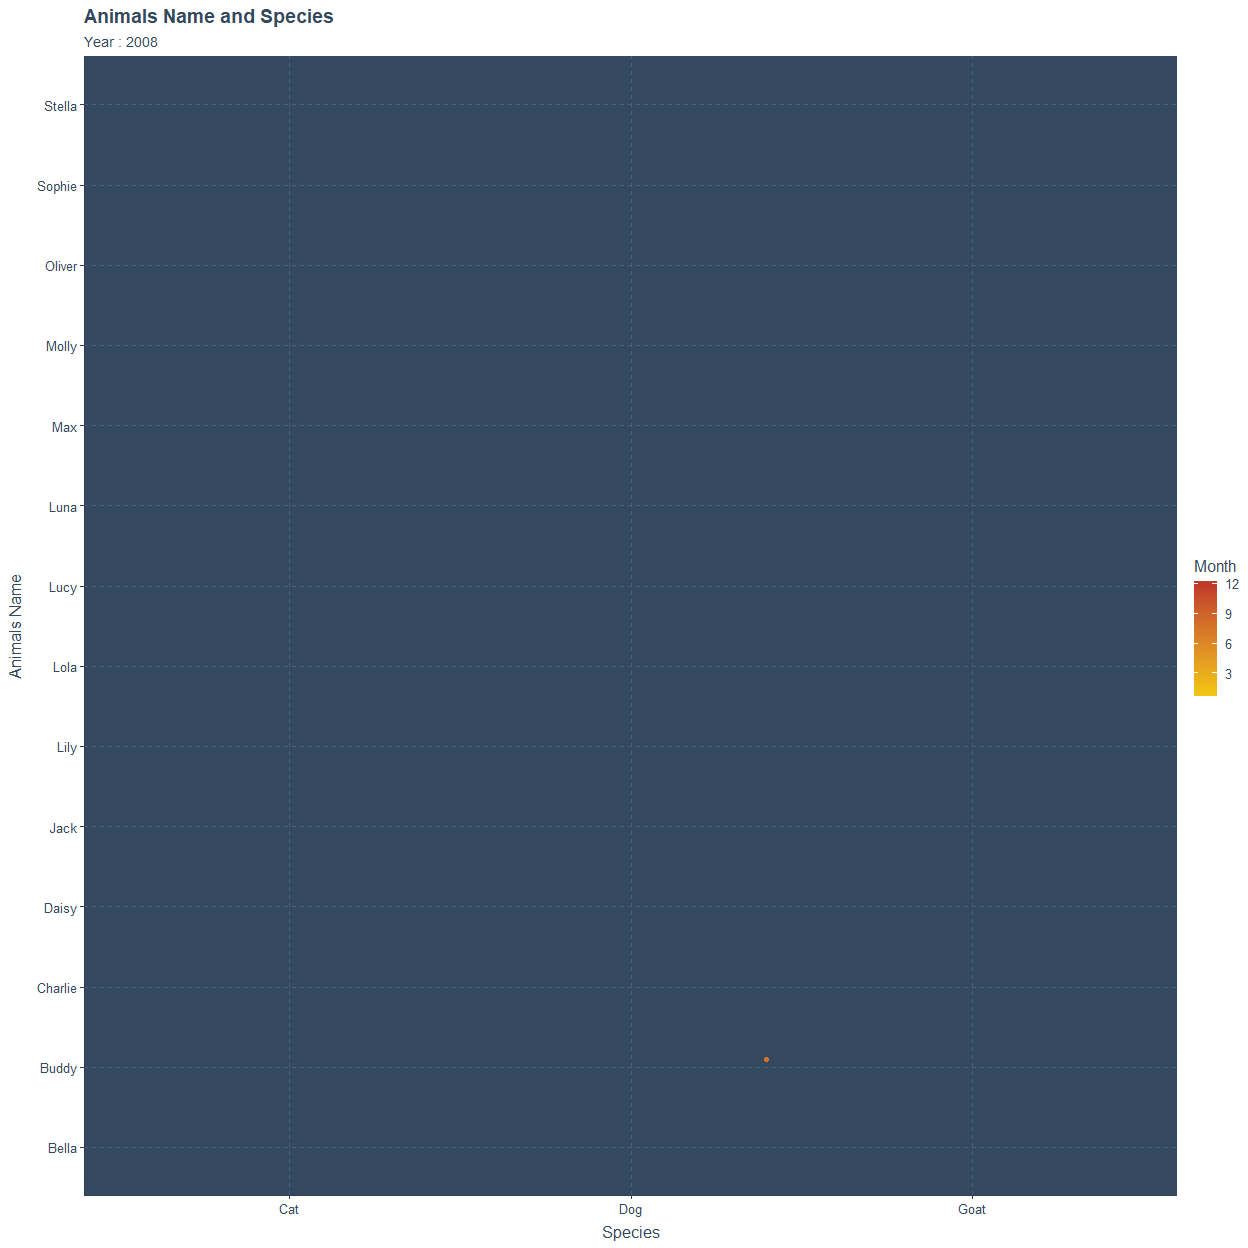 Animals Name and Species
Year : 2008
Stella
Sophie
Oliver
Molly
Max
Luna
Lucy
Lola
Lily
Jack
Daisy
Charlie
Buddy
Bella
Animals Name
Cat
Dog
Goat
Species
Month
12
9
6
3